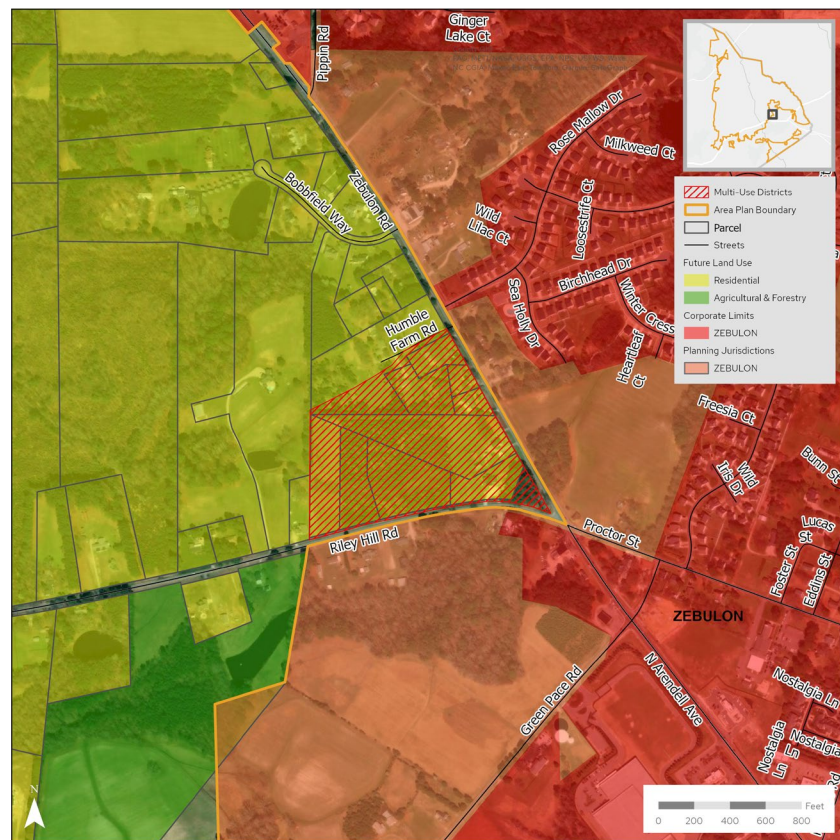 Ginger
Lake Ct
Pippin Rd
Rose Mallow Dr
Milkweed Ct
Bobbfield Way
Zebulon Rd
Wild
Lilac Ct
Loosestrife Ct
Birchhead Dr
Sea Holly Dr
Winter Cress
Heartleaf
Ct
Humble
Farm Rd
Freesia Ct
Wild
Iris Dr
Bunn St
Lucas
St
Foster St
Eddins St
Riley Hill Rd
Proctor St
ZEBULON
Green Pace Rd
N Arendell Ave
Nostalgia Ln
Nostalgia
Ln
Nostalgia
Ln
Rd
Multi-Use Districts
Area Plan Boundary
Parcel
Streets
Future Land Use
Residential
Agricultural & Forestry
Corporate Limits
ZEBULON
Planning Jurisdictions
ZEBULON
N
Feet
0 200 400 600 800